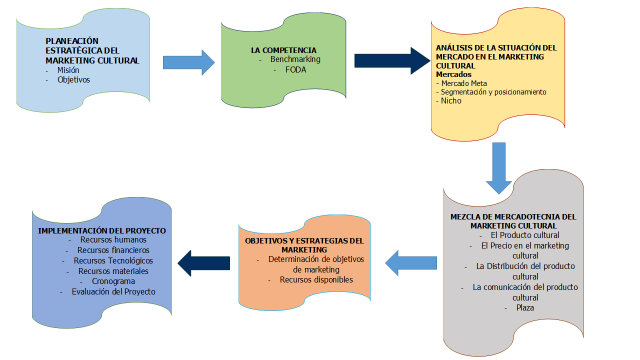 PLANEACIÓN
ESTRATÉGICA DEL
MARKETING CULTURAL
- Misión
- Objetivos
LA COMPETENCIA
- Benchmarking
- FODA
ANÁLISIS DE LA SITUACIÓN DEL
MERCADO EN EL MARKETING
CULTURAL
Mercados
- Mercado Meta
- Segmentación y posicionamiento
- Nicho
MEZCLA DE MERCADOTECNIA DEL
MARKETING CULTURAL
- El Producto cultural
- El Precio en el marketing
cultural
- La Distribución del producto
cultural
- La comunicación del producto
cultural
- Plaza
OBJETIVOS Y ESTRATEGIAS DEL
MARKETING
- Determinación de objetivos
de marketing
- Recursos disponibles
IMPLEMENTACIÓN DEL PROYECTO
- Recursos humanos
- Recursos financieros
- Recursos Tecnológicos
- Recursos materiales
- Cronograma
- Evaluación del Proyecto